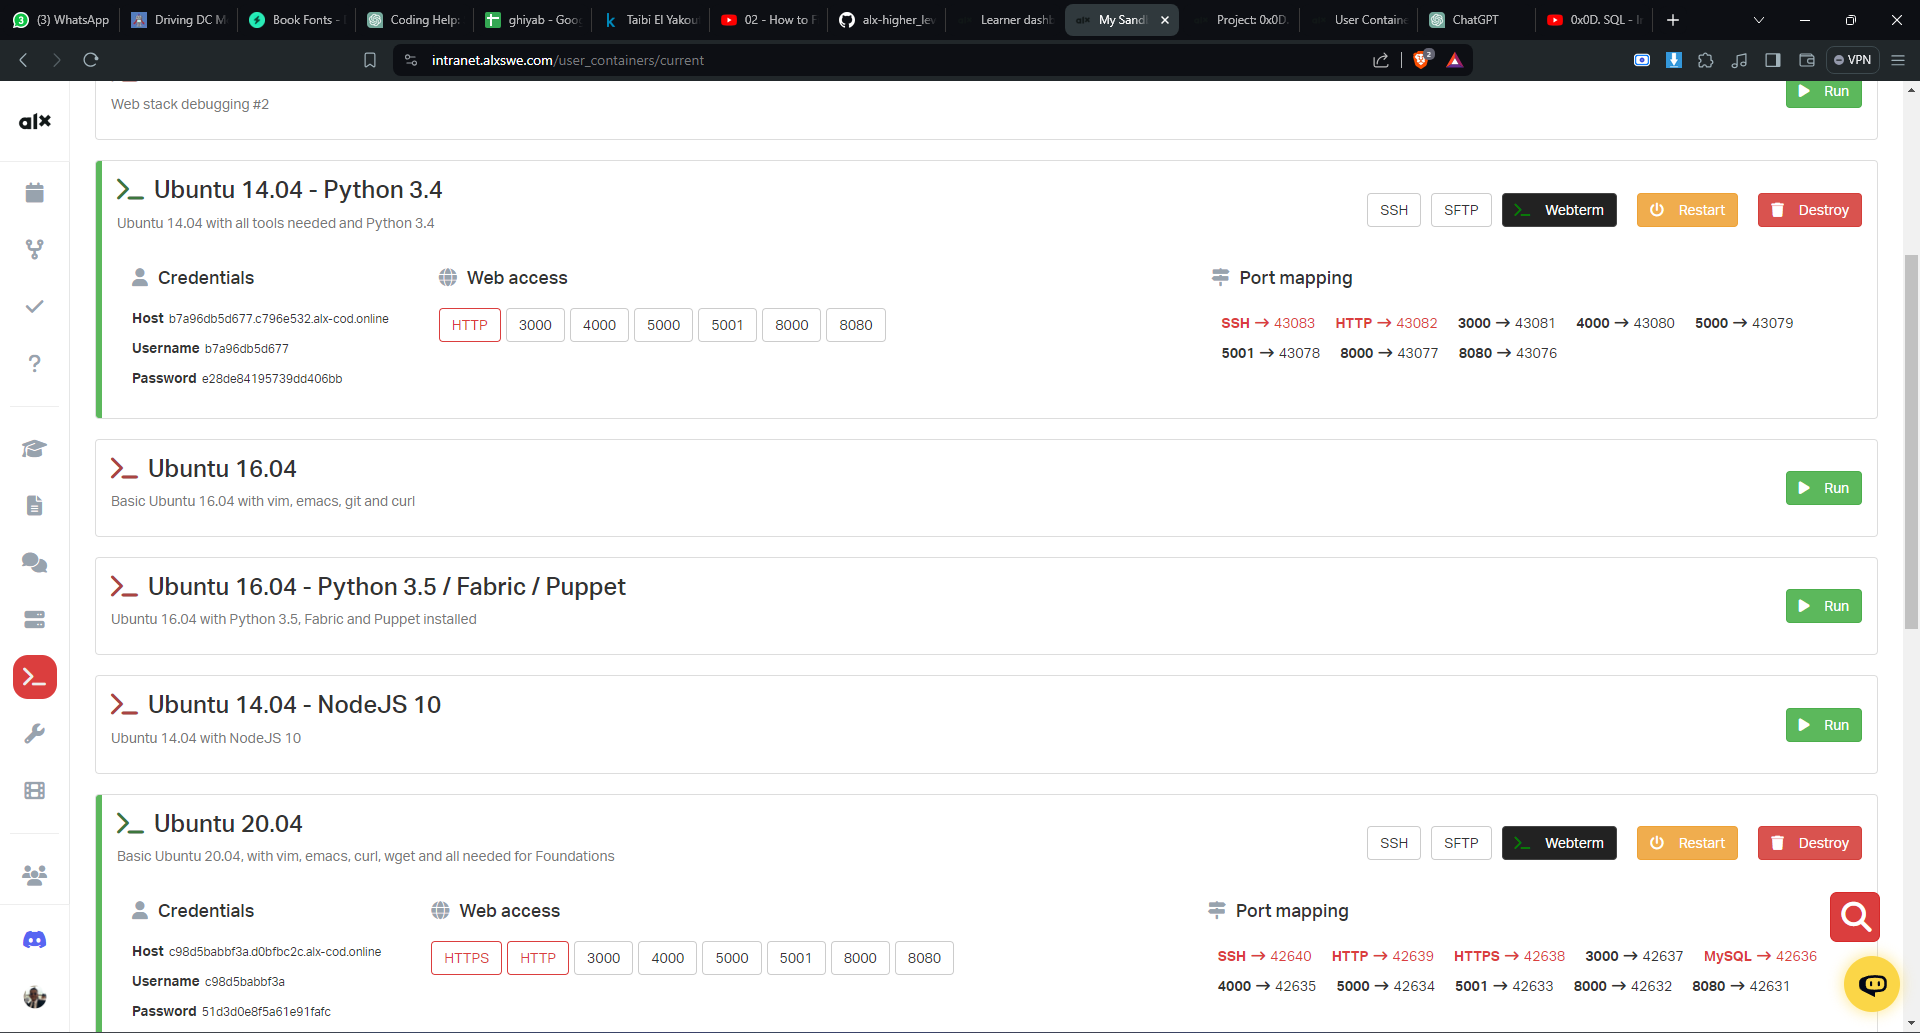 (3) WhatsApp
Driving DC M
Book Fonts -
Coding Help:
ghiyab - Goo
Taibi El Yakou
02 - How to F
alx-higher_lev
Learner dashb
My Sand
Project: 0x0D.
User Containe
ChatGPT
0x0D. SQL - I
intranet.alxswe.com/user_containers/current
2
VPN
alx
Web stack debugging #2
Run
Ubuntu 14.04 - Python 3.4
Ubuntu 14.04 with all tools needed and Python 3.4
SSH
SFTP
Webterm
Restart
Destroy
Credentials
Host b7a96db5d677.c796e532.alx-cod.online
Username b7a96db5d677
Password e28de84195739dd406bb
Web access
HTTP 3000 4000 5000 5001 8000 8080
Port mapping
SSH → 43083 HTTP → 43082 3000 → 43081 4000 → 43080 5000 → 43079
5001 → 43078 8000 → 43077 8080 → 43076
Ubuntu 16.04
Basic Ubuntu 16.04 with vim, emacs, git and curl
Run
Ubuntu 16.04 - Python 3.5 / Fabric / Puppet
Ubuntu 16.04 with Python 3.5, Fabric and Puppet installed
Run
Ubuntu 14.04 - NodeJS 10
Ubuntu 14.04 with NodeJS 10
Run
Ubuntu 20.04
Basic Ubuntu 20.04, with vim, emacs, curl, wget and all needed for Foundations
SSH
SFTP
Webterm
Restart
Destroy
Credentials
Host c98d5babbf3a.d0bfbc2c.alx-cod.online
Username c98d5babbf3a
Password 51d3d0e8f5a61e91fafc
Web access
HTTPS HTTP 3000 4000 5000 5001 8000 8080
Port mapping
SSH → 42640 HTTP → 42639 HTTPS → 42638 3000 → 42637 MySQL → 42636
4000 → 42635 5000 → 42634 5001 → 42633 8000 → 42632 8080 → 42631